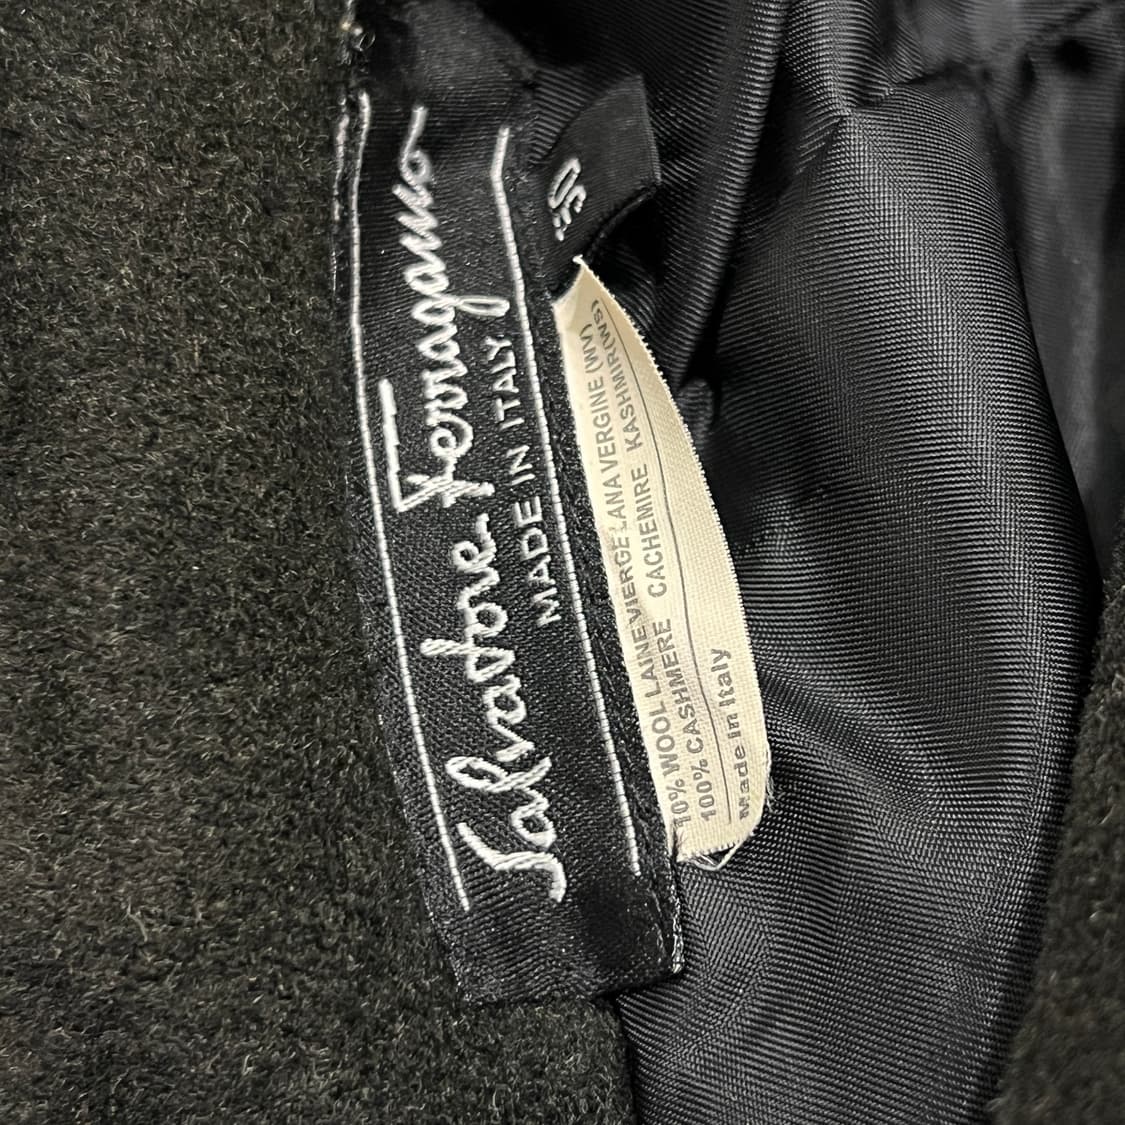 Salvatore Ferragamo
MADE IN ITALY
50
10% WOOL LAINE VIERGE LANA VERGINE (WV)
100% CASHMERE CACHEMIRE KASHMIR(WS)
Made in Italy